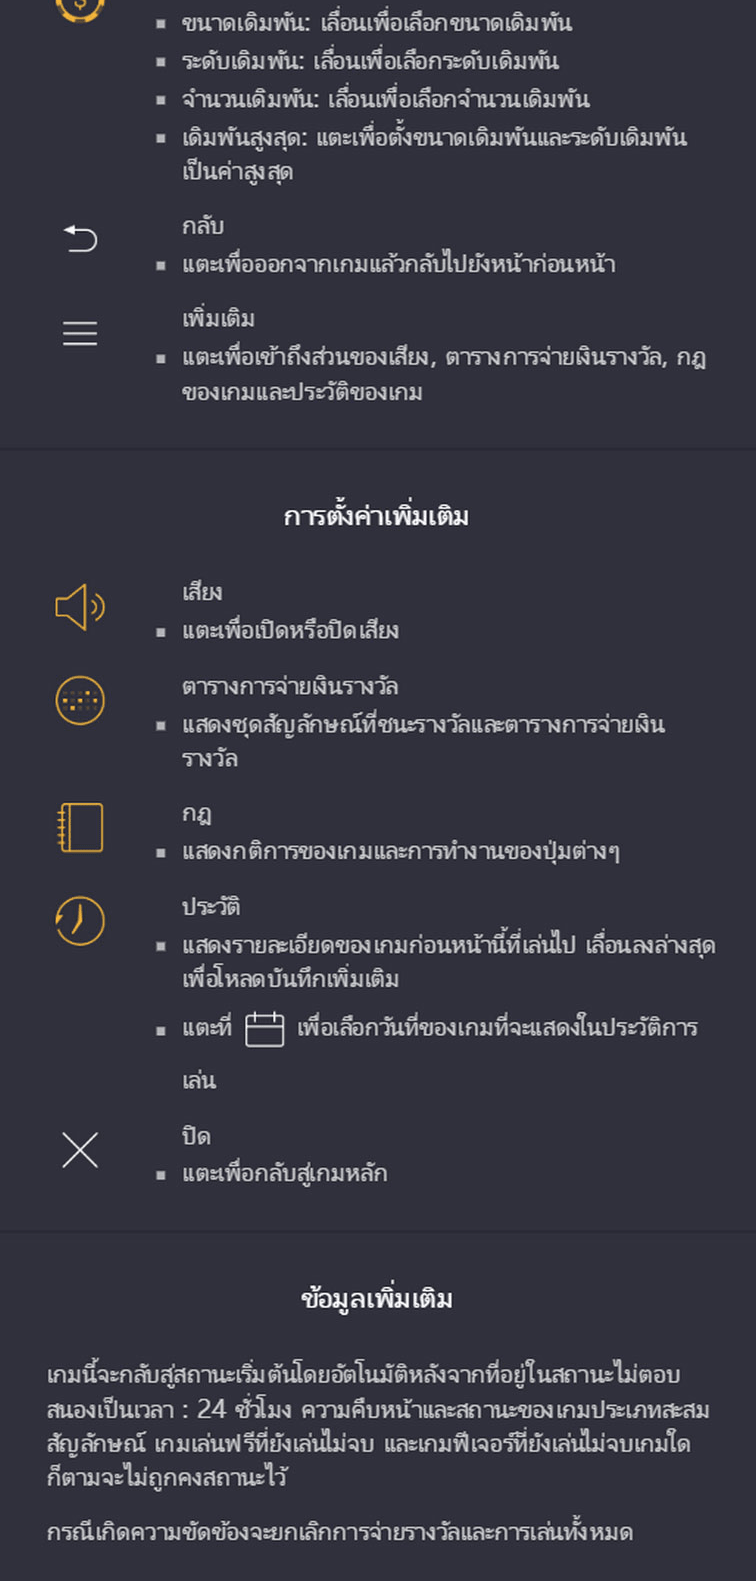 ขนาดเดิมพัน: เลื่อนเพื่อเลือกขนาดเดิมพัน
ระดับเดิมพัน: เลื่อนเพื่อเลือกระดับเดิมพัน
จำนวนเดิมพัน: เลื่อนเพื่อเลือกจำนวนเดิมพัน
เดิมพันสูงสุด: แตะเพื่อตั้งขนาดเดิมพันและระดับเดิมพัน
เป็นค่าสูงสุด
กลับ
แตะเพื่อออกจากเกมแล้วกลับไปยังหน้าก่อนหน้า
เพิ่มเติม
แตะเพื่อเข้าถึงส่วนของเสียง, ตารางการจ่ายเงินรางวัล, กฎ
ของเกมและประวัติของเกม
การตั้งค่าเพิ่มเติม
เสียง
แตะเพื่อเปิดหรือปิดเสียง
ตารางการจ่ายเงินรางวัล
แสดงชุดสัญลักษณ์ที่ชนะรางวัลและตารางการจ่ายเงิน
รางวัล
กฎ
แสดงกติการของเกมและการทำงานของปุ่มต่างๆ
ประวัติ
แสดงรายละเอียดของเกมก่อนหน้านี้ที่เล่นไป เลื่อนลงล่างสุด
เพื่อโหลดบันทึกเพิ่มเติม
แตะที่ เพื่อเลือกวันที่ของเกมที่จะแสดงในประวัติการ
เล่น
ปิด
แตะเพื่อกลับสู่เกมหลัก
ข้อมูลเพิ่มเติม
เกมนี้จะกลับสู่สถานะเริ่มต้นโดยอัตโนมัติหลังจากที่อยู่ในสถานะไม่ตอบ
สนองเป็นเวลา : 24 ชั่วโมง ความคืบหน้าและสถานะของเกมประเภทสะสม
สัญลักษณ์ เกมเล่นฟรีที่ยังเล่นไม่จบ และเกมฟีเจอร์ที่ยังเล่นไม่จบเกมใด
ก็ตามจะไม่ถูกคงสถานะไว้
กรณีเกิดความขัดข้องจะยกเลิกการจ่ายรางวัลและการเล่นทั้งหมด